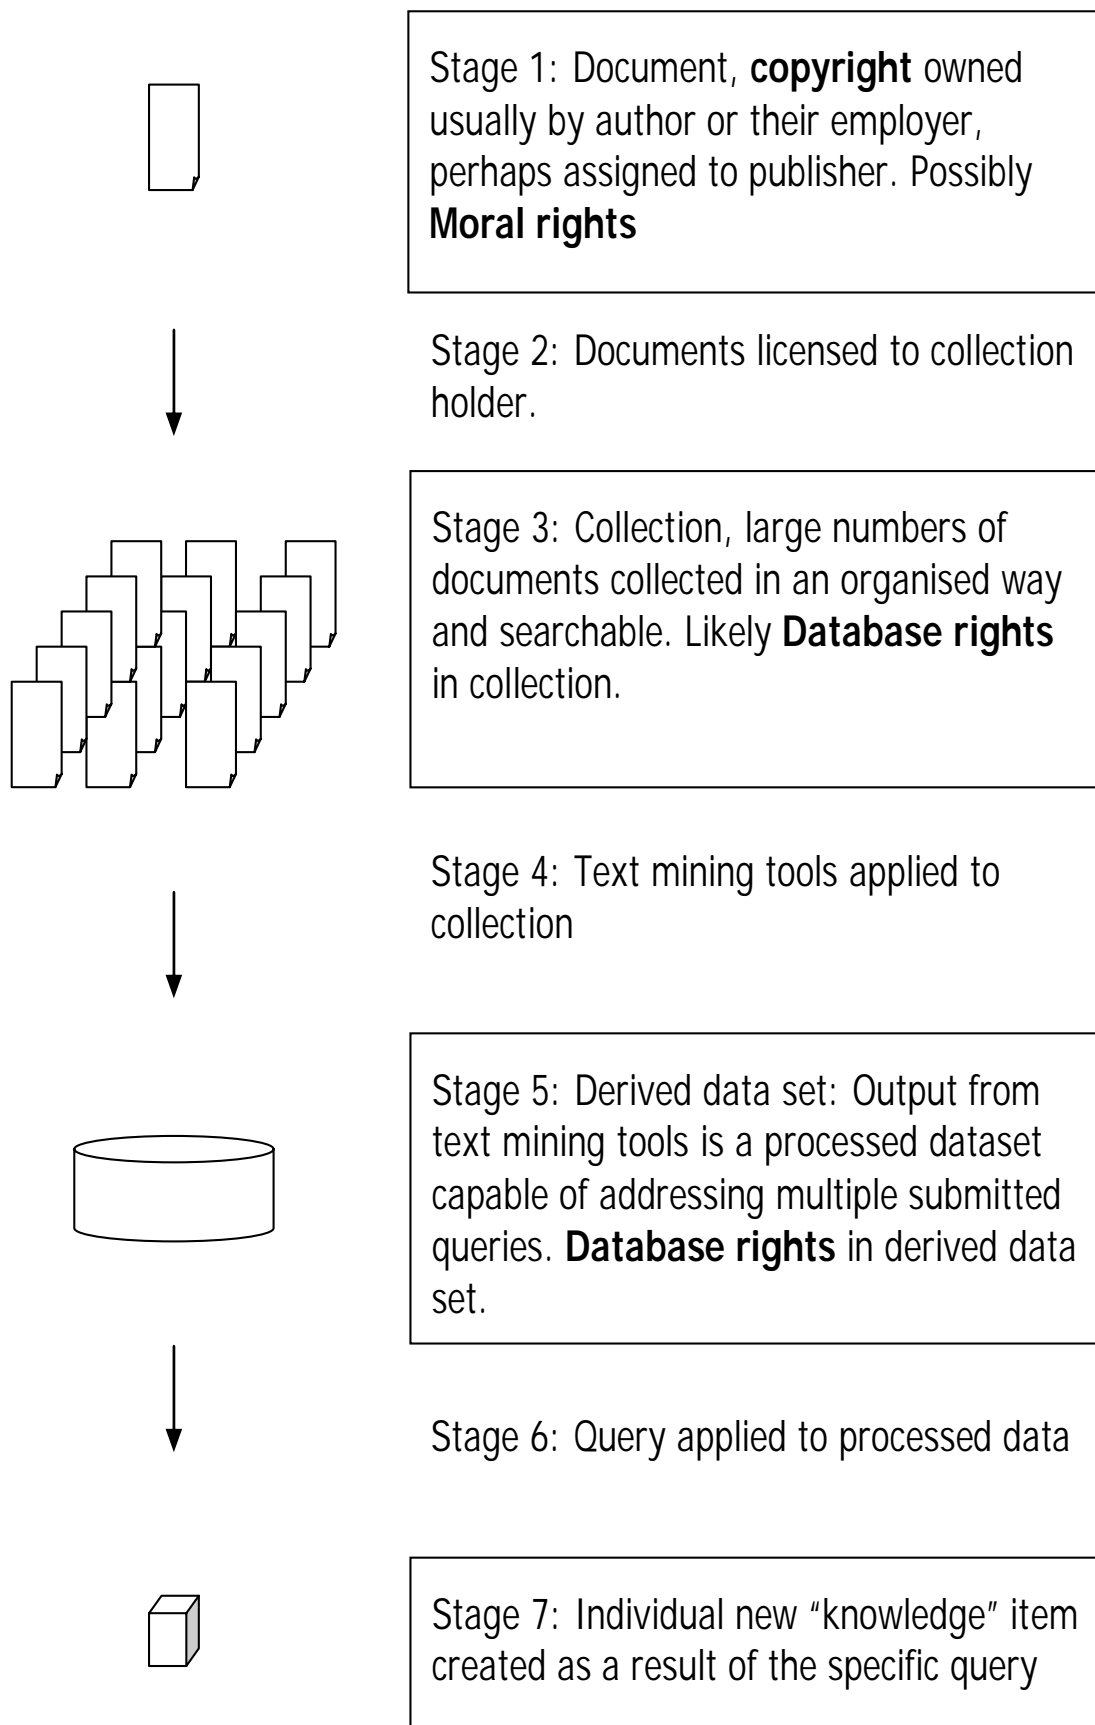 Stage 1: Document, copyright owned
usually by author or their employer,
perhaps assigned to publisher. Possibly
Moral rights
Stage 2: Documents licensed to collection
holder.
Stage 3: Collection, large numbers of
documents collected in an organised way
and searchable. Likely Database rights
in collection.
Stage 4: Text mining tools applied to
collection
Stage 5: Derived data set: Output from
text mining tools is a processed dataset
capable of addressing multiple submitted
queries. Database rights in derived data
set.
Stage 6: Query applied to processed data
Stage 7: Individual new “knowledge” item
created as a result of the specific query